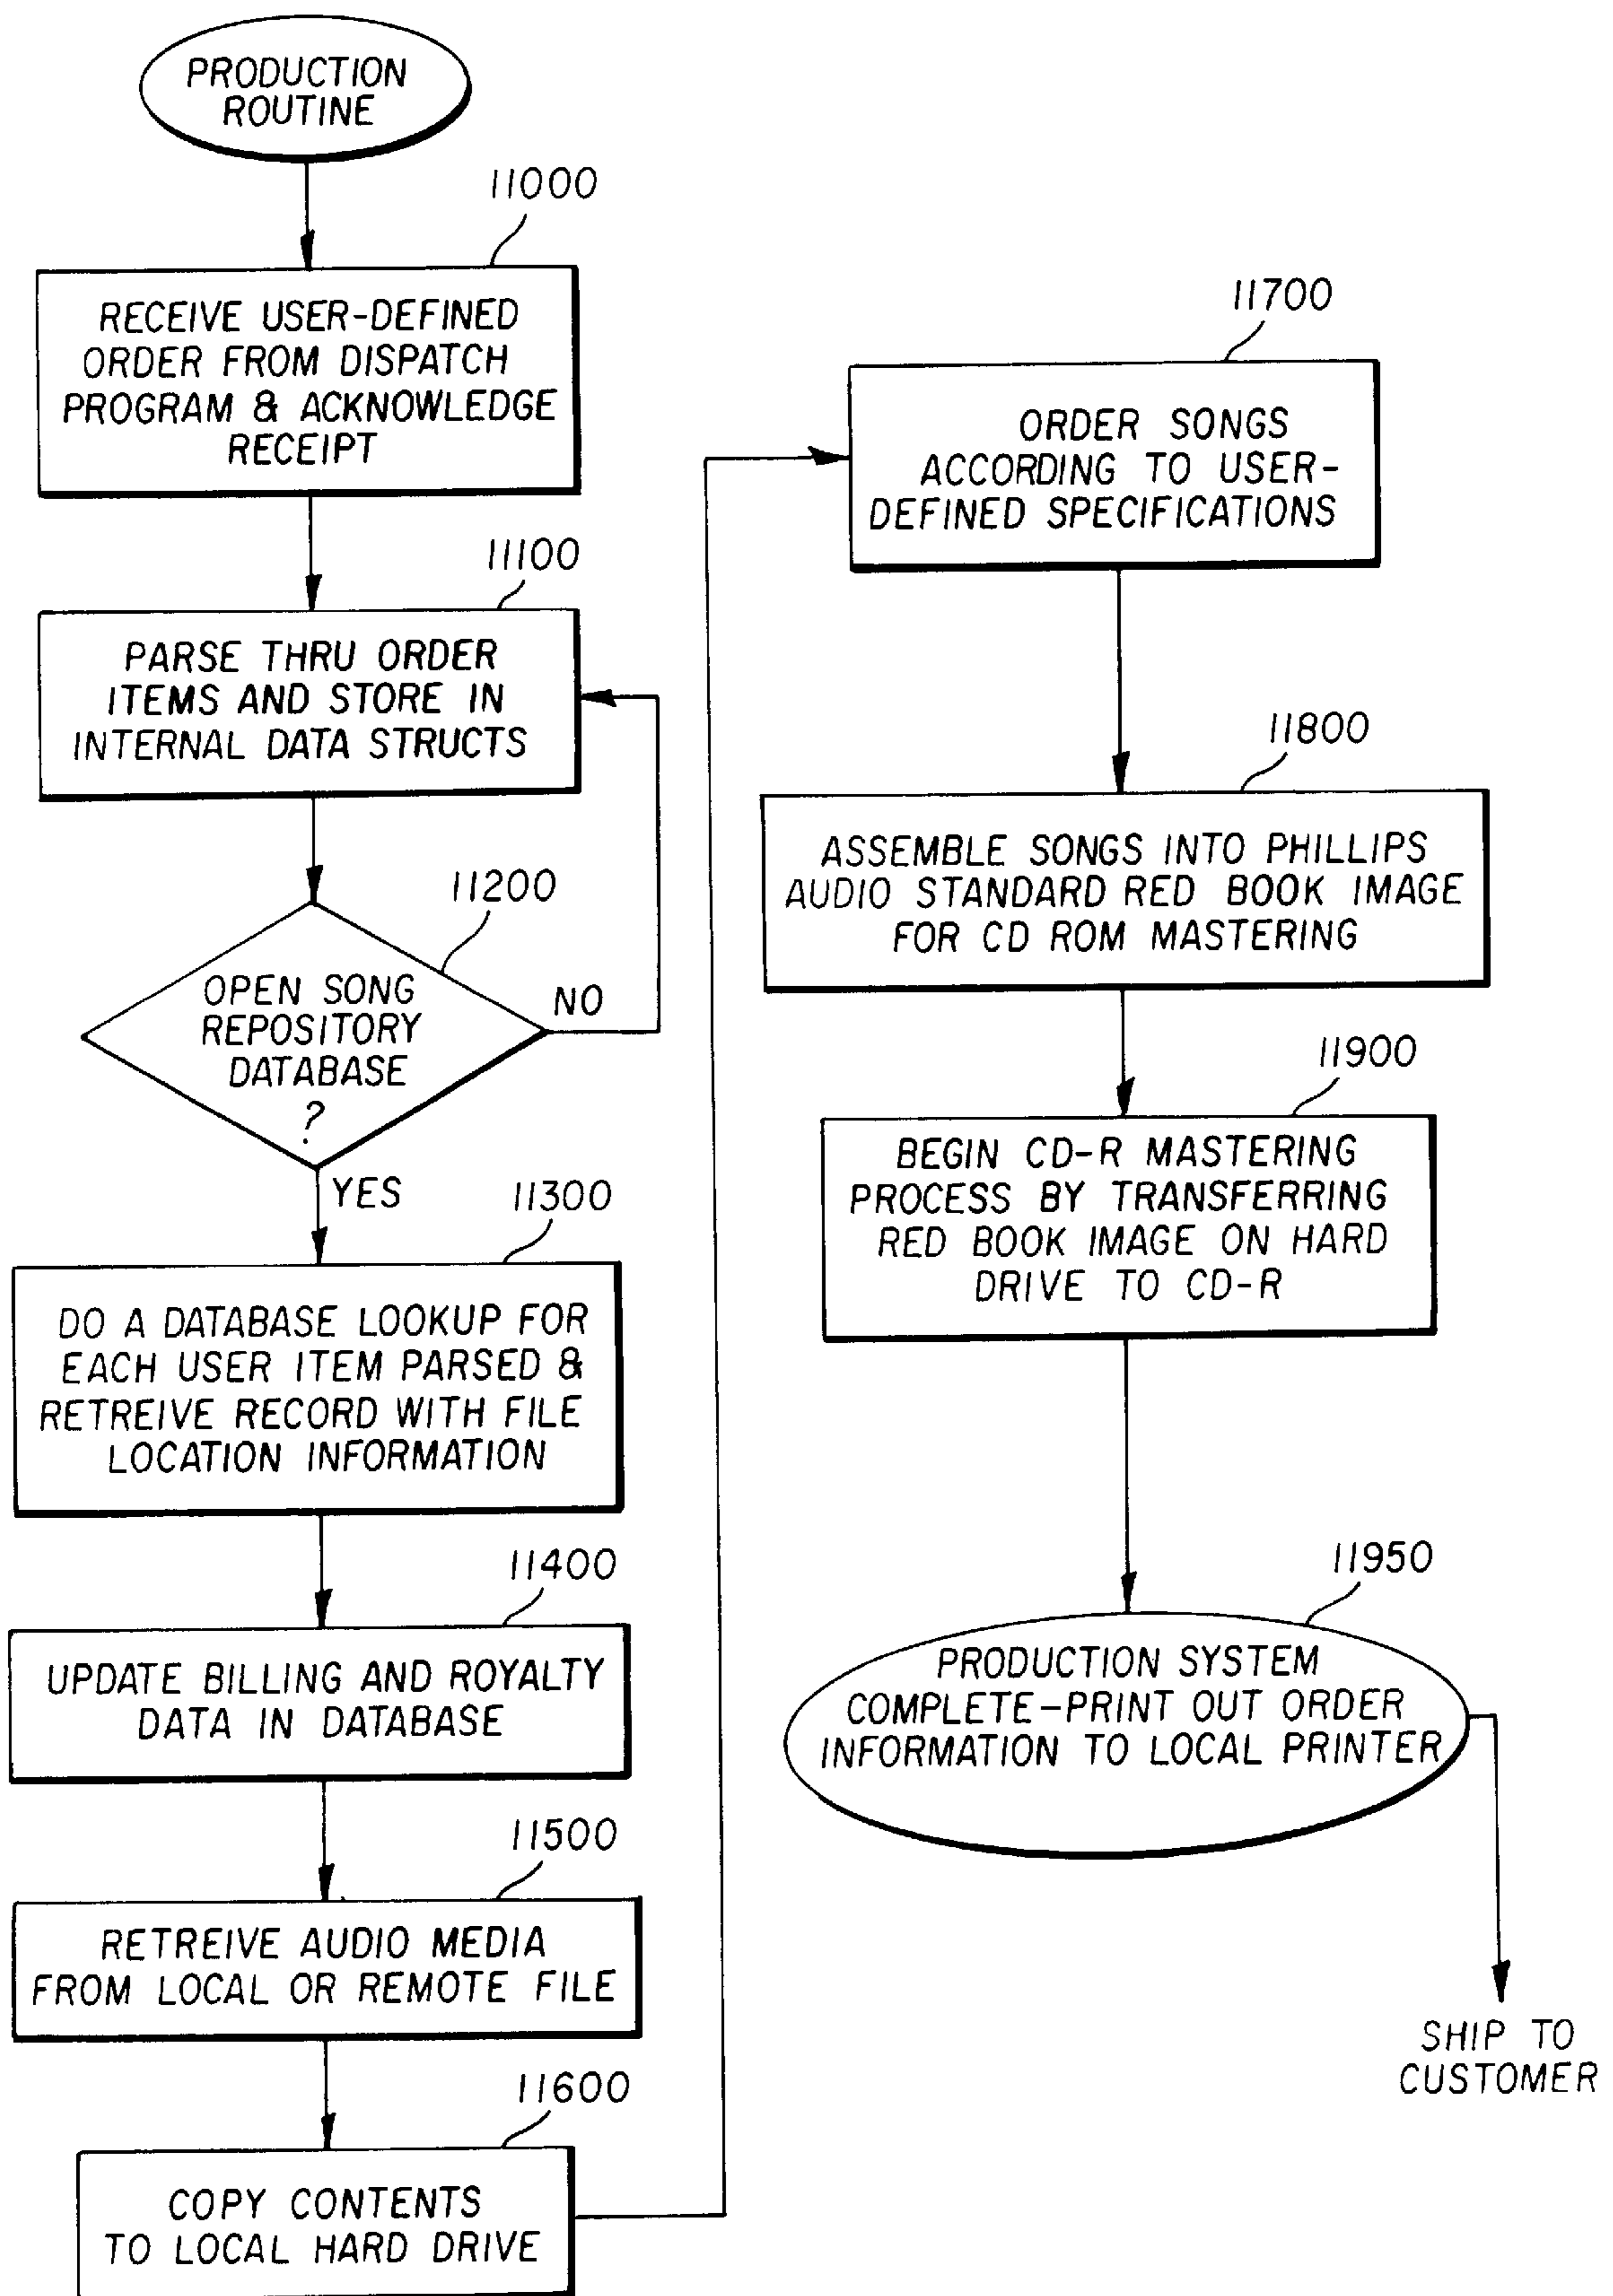 PRODUCTION
ROUTINE
11000
RECEIVE USER-DEFINED
ORDER FROM DISPATCH
PROGRAM & ACKNOWLEDGE
RECEIPT
11100
PARSE THRU ORDER
ITEMS AND STORE IN
INTERNAL DATA STRUCTS
11200
OPEN SONG
REPOSITORY
DATABASE
?
NO
YES
11300
DO A DATABASE LOOKUP FOR
EACH USER ITEM PARSED &
RETREIVE RECORD WITH FILE
LOCATION INFORMATION
11400
UPDATE BILLING AND ROYALTY
DATA IN DATABASE
11500
RETREIVE AUDIO MEDIA
FROM LOCAL OR REMOTE FILE
11600
COPY CONTENTS
TO LOCAL HARD DRIVE
11700
ORDER SONGS
ACCORDING TO USER-
DEFINED SPECIFICATIONS
11800
ASSEMBLE SONGS INTO PHILLIPS
AUDIO STANDARD RED BOOK IMAGE
FOR CD ROM MASTERING
11900
BEGIN CD-R MASTERING
PROCESS BY TRANSFERRING
RED BOOK IMAGE ON HARD
DRIVE TO CD-R
11950
PRODUCTION SYSTEM
COMPLETE-PRINT OUT ORDER
INFORMATION TO LOCAL PRINTER
SHIP TO
CUSTOMER